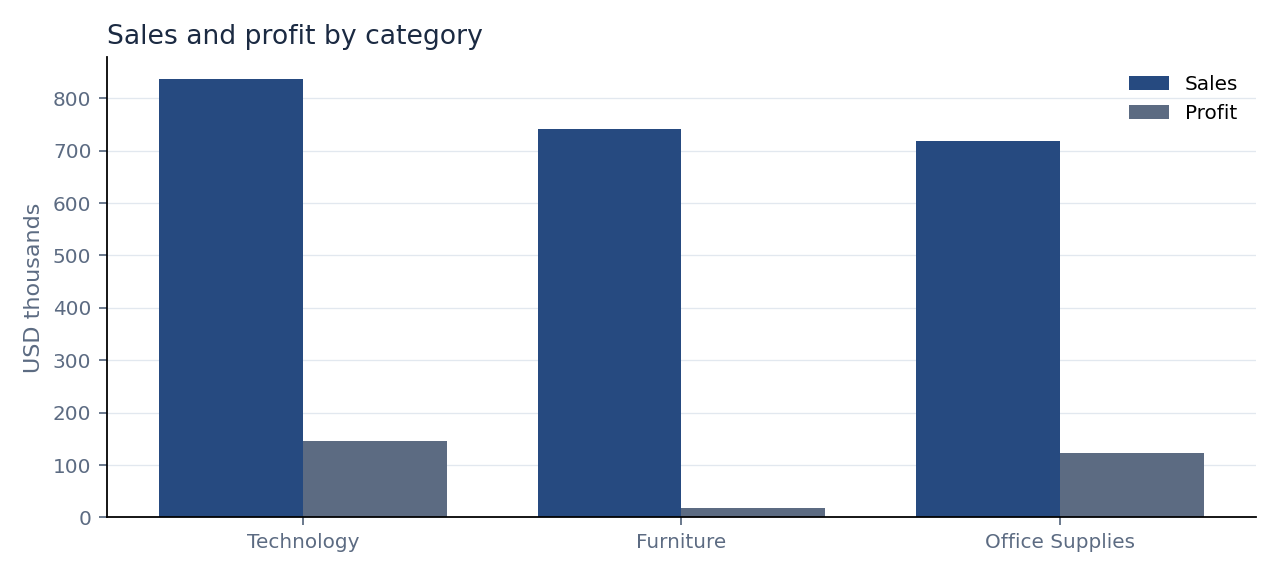 Sales and profit by category
Sales
Profit
USD thousands
800
700
600
500
400
300
200
100
0
Technology
Furniture
Office Supplies